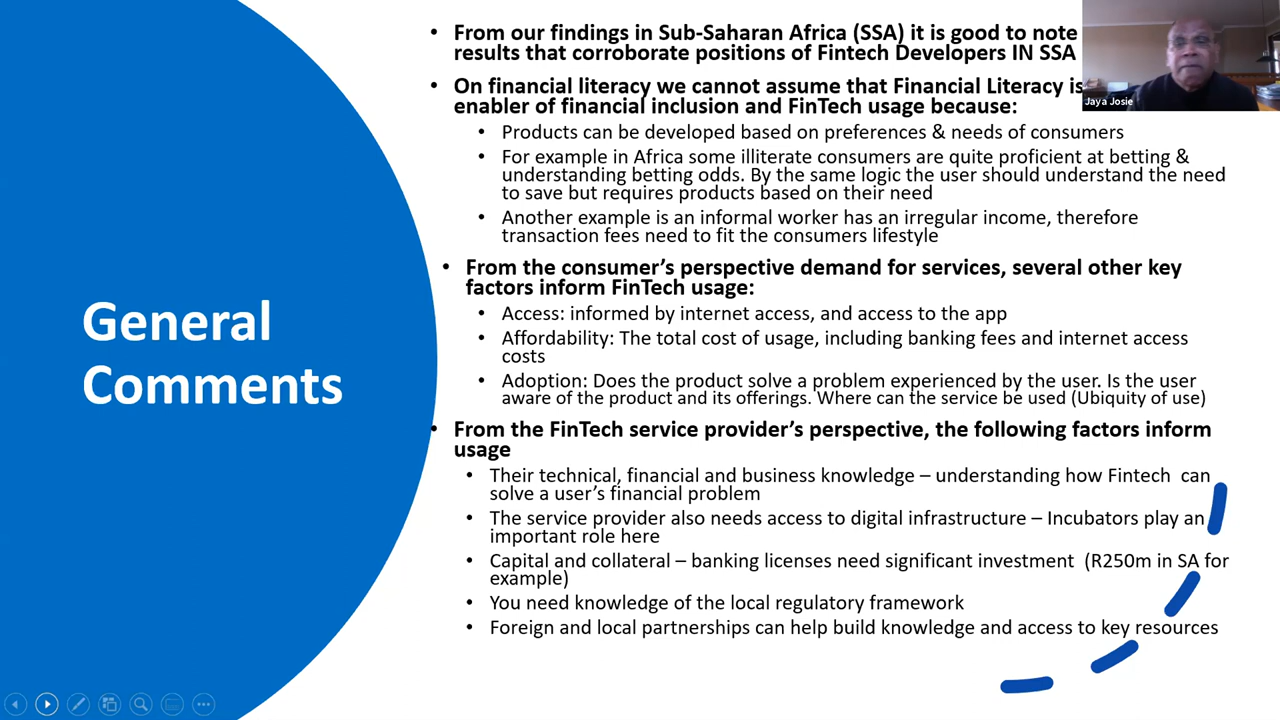 General
Comments
• From our findings in Sub-Saharan Africa (SSA) it is good to note
results that corroborate positions of Fintech Developers IN SSA
• On financial literacy we cannot assume that Financial Literacy is
enabler of financial inclusion and FinTech usage because:
• Products can be developed based on preferences & needs of consumers
• For example in Africa some illiterate consumers are quite proficient at betting &
understanding betting odds. By the same logic the user should understand the need
to save but requires products based on their need
• Another example is an informal worker has an irregular income, therefore
transaction fees need to fit the consumers lifestyle
• From the consumer’s perspective demand for services, several other key
factors inform FinTech usage:
• Access: informed by internet access, and access to the app
• Affordability: The total cost of usage, including banking fees and internet access
costs
• Adoption: Does the product solve a problem experienced by the user. Is the user
aware of the product and its offerings. Where can the service be used (Ubiquity of use)
• From the FinTech service provider’s perspective, the following factors inform
usage
• Their technical, financial and business knowledge – understanding how Fintech can
solve a user’s financial problem
• The service provider also needs access to digital infrastructure – Incubators play an
important role here
• Capital and collateral – banking licenses need significant investment (R250m in SA for
example)
• You need knowledge of the local regulatory framework
• Foreign and local partnerships can help build knowledge and access to key resources
Jaya Josie